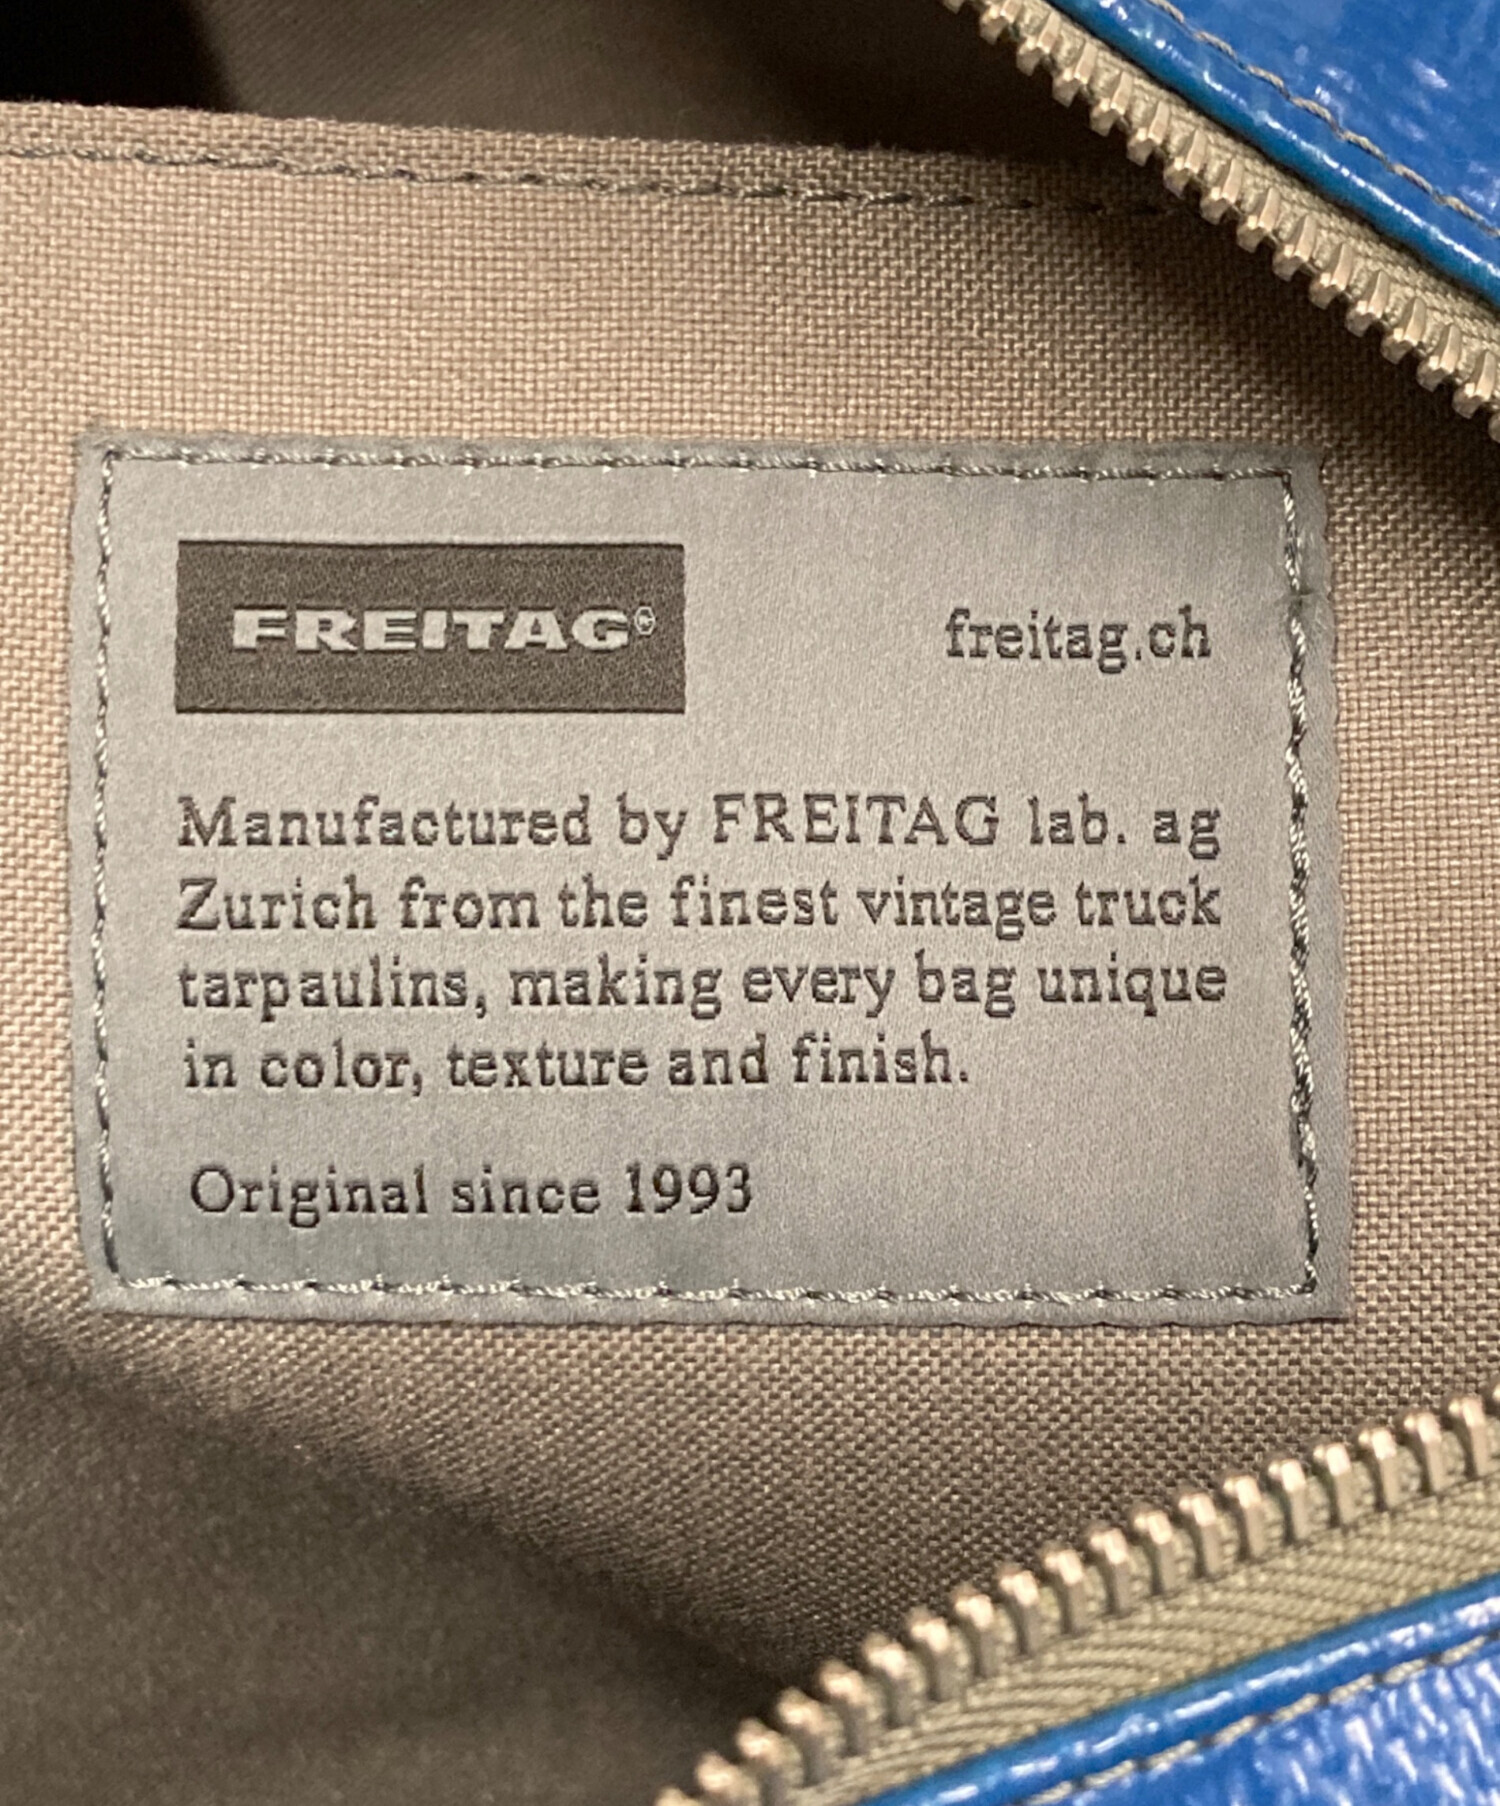 FREITAG®
freitag.ch
Manufactured by FREITAG lab. ag
Zurich from the finest vintage truck
tarpaulins, making every bag unique
in color, texture and finish.
Original since 1993